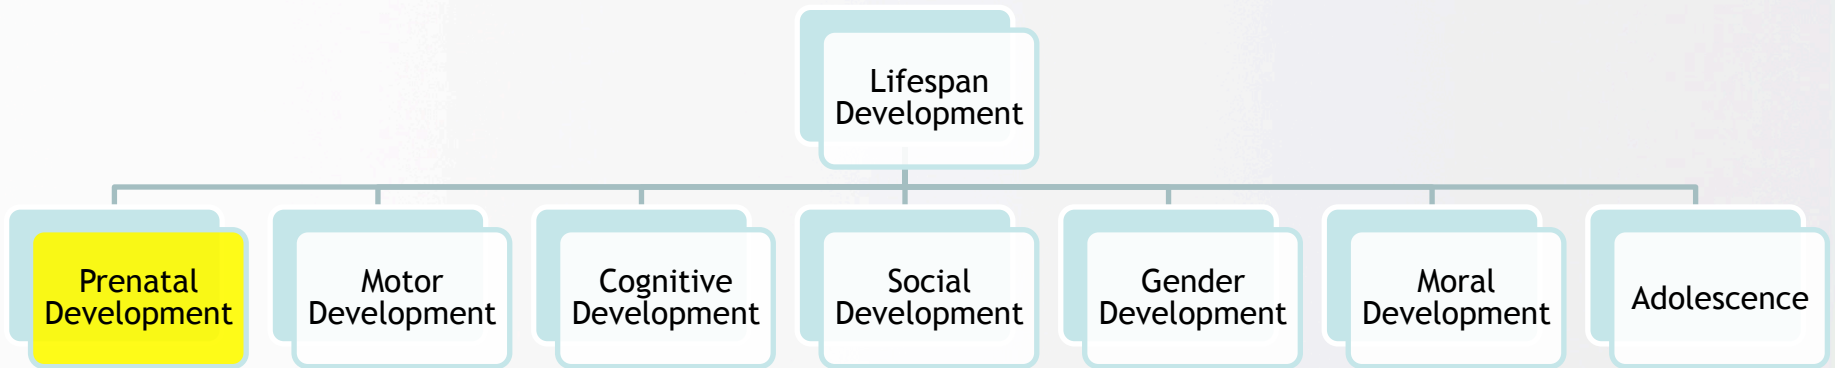 Lifespan
Development
Prenatal
Development
Motor
Development
Cognitive
Development
Social
Development
Gender
Development
Moral
Development
Adolescence